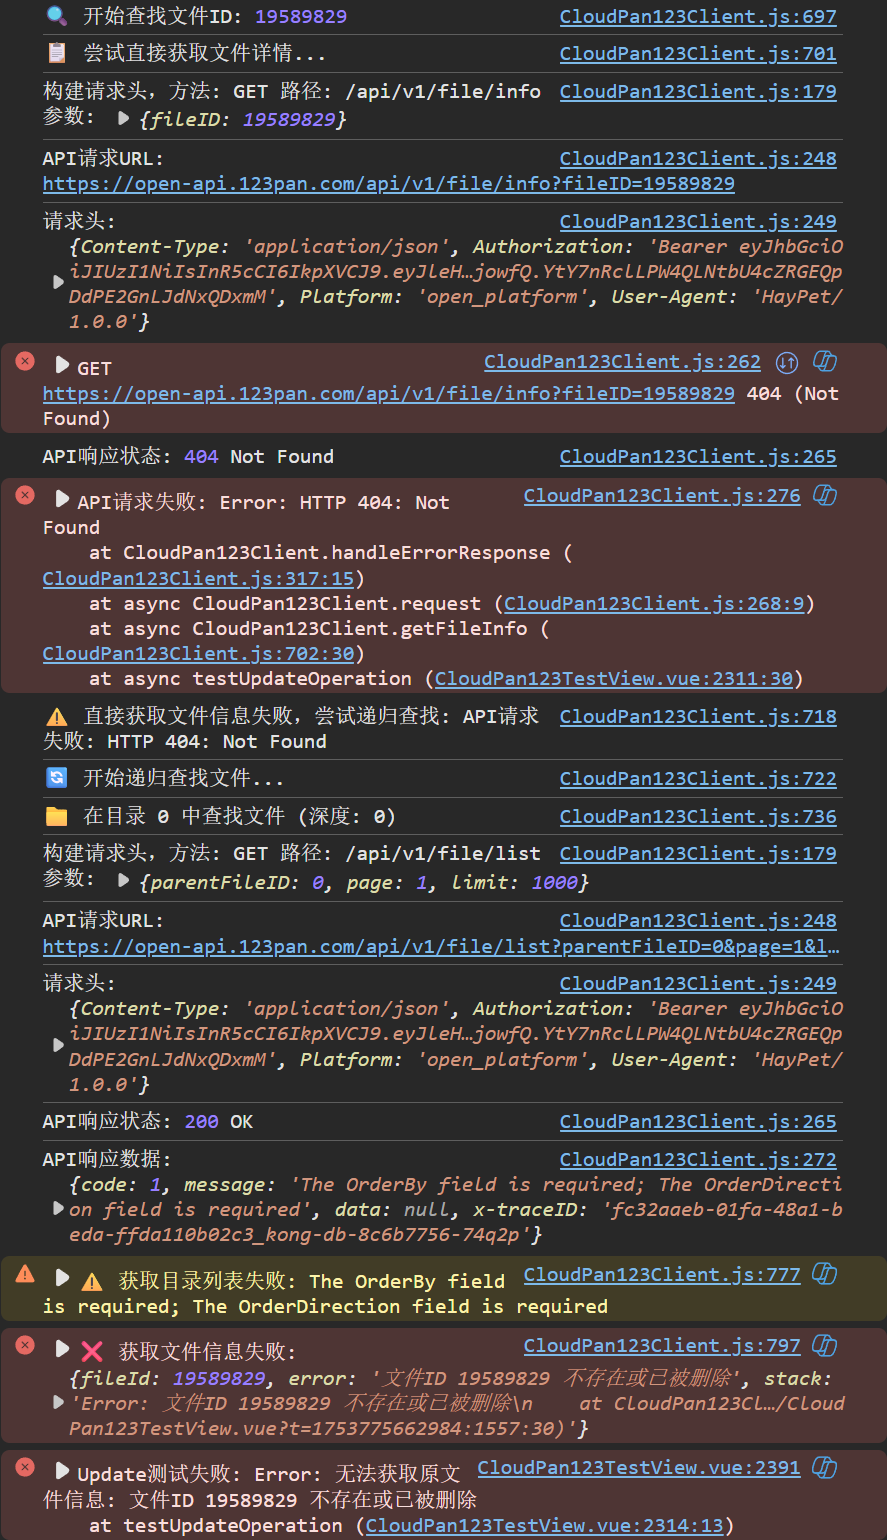 🔍 开始查找文件ID: 19589829 CloudPan123Client.js:697
📋 尝试直接获取文件详情... CloudPan123Client.js:701
构建请求头，方法: GET 路径: /api/v1/file/info CloudPan123Client.js:179
参数: ▶ {fileID: 19589829}
API请求URL: CloudPan123Client.js:248
https://open-api.123pan.com/api/v1/file/info?fileID=19589829
请求头: CloudPan123Client.js:249
{Content-Type: 'application/json', Authorization: 'Bearer eyJhbGciO
iJIUzI1NiIsInR5cCI6IkpXVCJ9.eyJleH…jowfQ.YtY7nRclLPW4QLNtbU4cZRGEQp
DdPE2GnLJdNxQDxmM', Platform: 'open_platform', User-Agent: 'HayPet/
1.0.0'}
▶ GET CloudPan123Client.js:262
https://open-api.123pan.com/api/v1/file/info?fileID=19589829 404 (Not
Found)
API响应状态: 404 Not Found CloudPan123Client.js:265
▶ API请求失败: Error: HTTP 404: Not CloudPan123Client.js:276
Found
at CloudPan123Client.handleErrorResponse (
CloudPan123Client.js:317:15)
at async CloudPan123Client.request (CloudPan123Client.js:268:9)
at async CloudPan123Client.getFileInfo (
CloudPan123Client.js:702:30)
at async testUpdateOperation (CloudPan123TestView.vue:2311:30)
⚠️ 直接获取文件信息失败，尝试递归查找: API请求 CloudPan123Client.js:718
失败: HTTP 404: Not Found
🔄 开始递归查找文件... CloudPan123Client.js:722
📁 在目录 0 中查找文件 (深度: 0) CloudPan123Client.js:736
构建请求头，方法: GET 路径: /api/v1/file/list CloudPan123Client.js:179
参数: ▶ {parentFileID: 0, page: 1, limit: 1000}
API请求URL: CloudPan123Client.js:248
https://open-api.123pan.com/api/v1/file/list?parentFileID=0&page=1&l…
请求头: CloudPan123Client.js:249
{Content-Type: 'application/json', Authorization: 'Bearer eyJhbGciO
iJIUzI1NiIsInR5cCI6IkpXVCJ9.eyJleH…jowfQ.YtY7nRclLPW4QLNtbU4cZRGEQp
DdPE2GnLJdNxQDxmM', Platform: 'open_platform', User-Agent: 'HayPet/
1.0.0'}
API响应状态: 200 OK CloudPan123Client.js:265
API响应数据: CloudPan123Client.js:272
{code: 1, message: 'The OrderBy field is required; The OrderDirecti
on field is required', data: null, x-traceID: 'fc32aaeb-01fa-48a1-b
eda-ffda110b02c3_kong-db-8c6b7756-74q2p'}
▶ ⚠️ 获取目录列表失败: The OrderBy field CloudPan123Client.js:777
is required; The OrderDirection field is required
▶ ❌ 获取文件信息失败: CloudPan123Client.js:797
{fileId: 19589829, error: '文件ID 19589829 不存在或已被删除', stack:
'Error: 文件ID 19589829 不存在或已被删除\n    at CloudPan123Cl…/Cloud
Pan123TestView.vue?t=1753775662984:1557:30)'}
▶ Update测试失败: Error: 无法获取原文 CloudPan123TestView.vue:2391
件信息: 文件ID 19589829 不存在或已被删除
at testUpdateOperation (CloudPan123TestView.vue:2314:13)